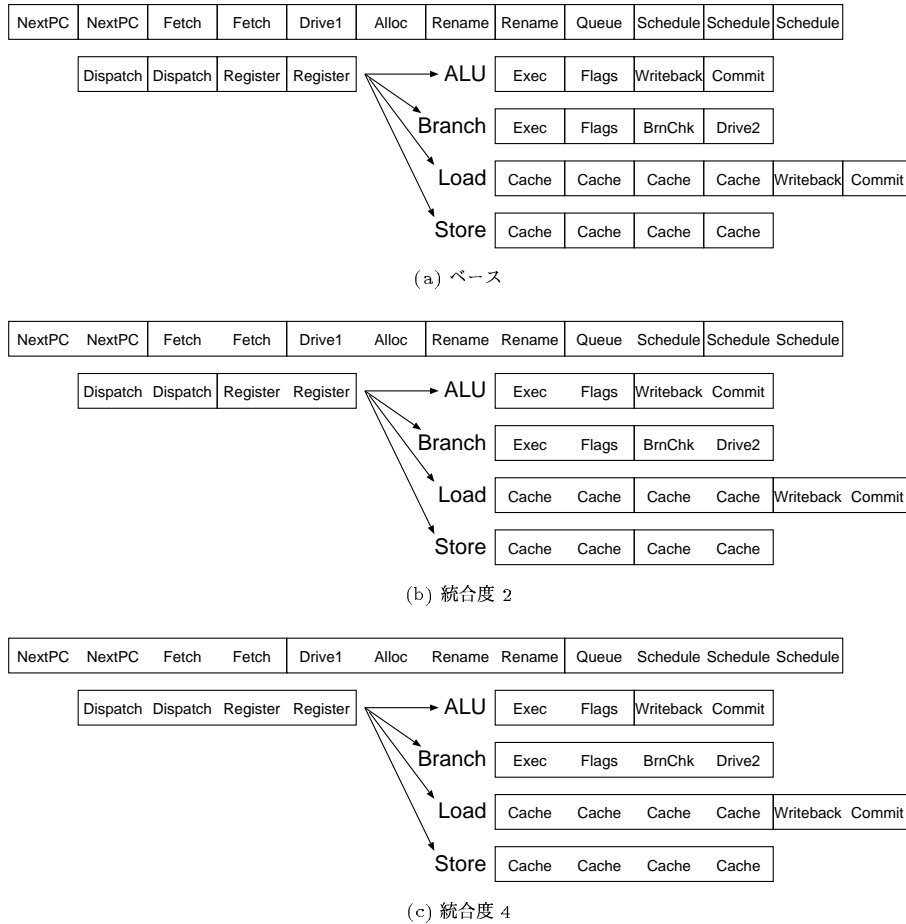 NextPC NextPC Fetch Fetch Drive1 Alloc Rename Rename Queue Schedule Schedule Schedule
Dispatch Dispatch Register Register ALU Exec Flags Writeback Commit
Branch Exec Flags BrnChk Drive2
Load Cache Cache Cache Cache Writeback Commit
Store Cache Cache Cache Cache
(a) ベース
NextPC NextPC Fetch Fetch Drive1 Alloc Rename Rename Queue Schedule Schedule Schedule
Dispatch Dispatch Register Register ALU Exec Flags Writeback Commit
Branch Exec Flags BrnChk Drive2
Load Cache Cache Cache Cache Writeback Commit
Store Cache Cache Cache Cache
(b) 統合度 2
NextPC NextPC Fetch Fetch Drive1 Alloc Rename Rename Queue Schedule Schedule Schedule
Dispatch Dispatch Register Register ALU Exec Flags Writeback Commit
Branch Exec Flags BrnChk Drive2
Load Cache Cache Cache Cache Writeback Commit
Store Cache Cache Cache Cache
(c) 統合度 4